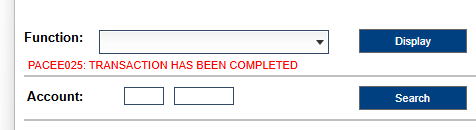 Function: Display
PACEE025: TRANSACTION HAS BEEN COMPLETED
Account: Search